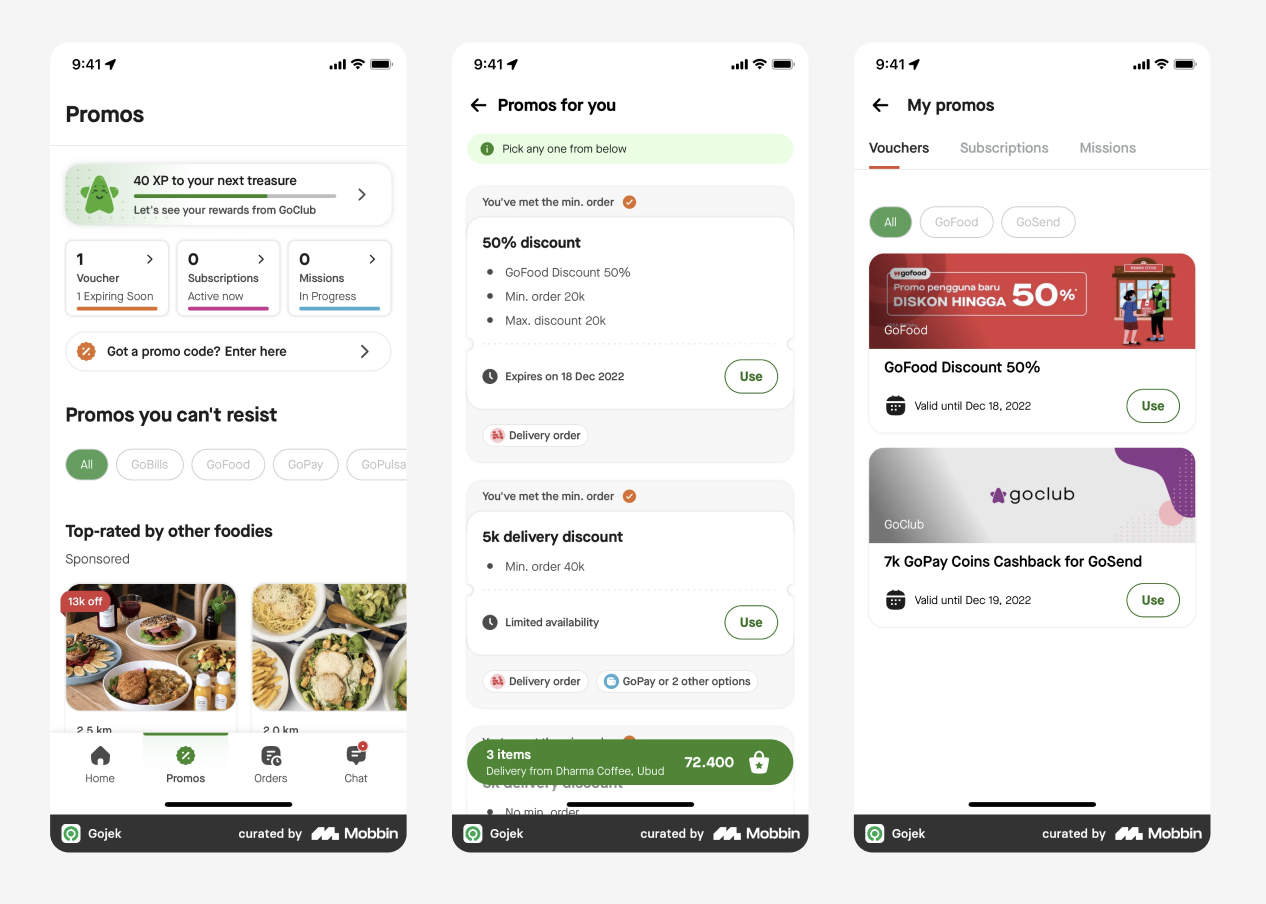 9:41
Promos
40 XP to your next treasure
Let's see your rewards from GoClub
1
Voucher
1 Expiring Soon
0
Subscriptions
Active now
0
Missions
In Progress
Got a promo code? Enter here
Promos you can't resist
All
GoBills
GoFood
GoPay
GoPulsa
Top-rated by other foodies
Sponsored
13k off
2.5 km
2.0 km
Home
Promos
Orders
Chat
Gojek
curated by
Mobbin
9:41
Promos for you
Pick any one from below
You've met the min. order
50% discount
GoFood Discount 50%
Min. order 20k
Max. discount 20k
Expires on 18 Dec 2022
Use
Delivery order
You've met the min. order
5k delivery discount
Min. order 40k
Limited availability
Use
Delivery order
GoPay or 2 other options
3 items
Delivery from Dharma Coffee, Ubud
72.400
No min. order
Gojek
curated by
Mobbin
9:41
My promos
Vouchers
Subscriptions
Missions
All
GoFood
GoSend
gofood
Promo pengguna baru
DISKON HINGGA 50%*
GoFood
GoFood Discount 50%
Valid until Dec 18, 2022
Use
goclub
GoClub
7k GoPay Coins Cashback for GoSend
Valid until Dec 19, 2022
Use
Gojek
curated by
Mobbin